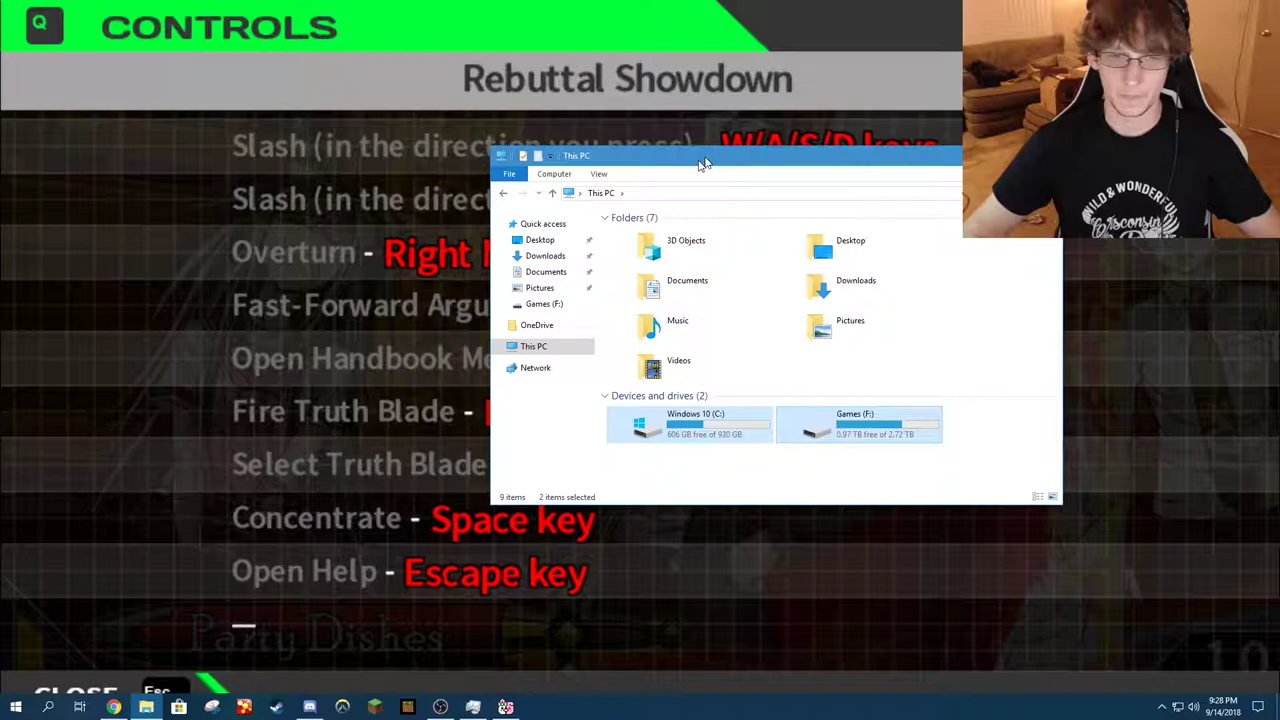 Q CONTROLS
Rebuttal Showdown
Slash (in the direction you press) - W/A/S/D keys
This PC
File Computer View
This PC
Slash (in the direct
Quick access
Desktop
Downloads
Documents
Pictures
Games (F:)
OneDrive
This PC
Network
Folders (7)
3D Objects Desktop
Documents Downloads
Music Pictures
Videos
Devices and drives (2)
Windows 10 (C:) Games (F:)
606 GB free of 930 GB 0.97 TB free of 2.72 TB
9 items 2 items selected
Overturn - Right M
Fast-Forward Argu
Open Handbook Mo
Fire Truth Blade -
Select Truth Blade
Concentrate - Space key
Open Help - Escape key
Party Dishes
10
CLOSE Esc
WILD & WONDERFUL
Wisconsin
9:28 PM
9/14/2018